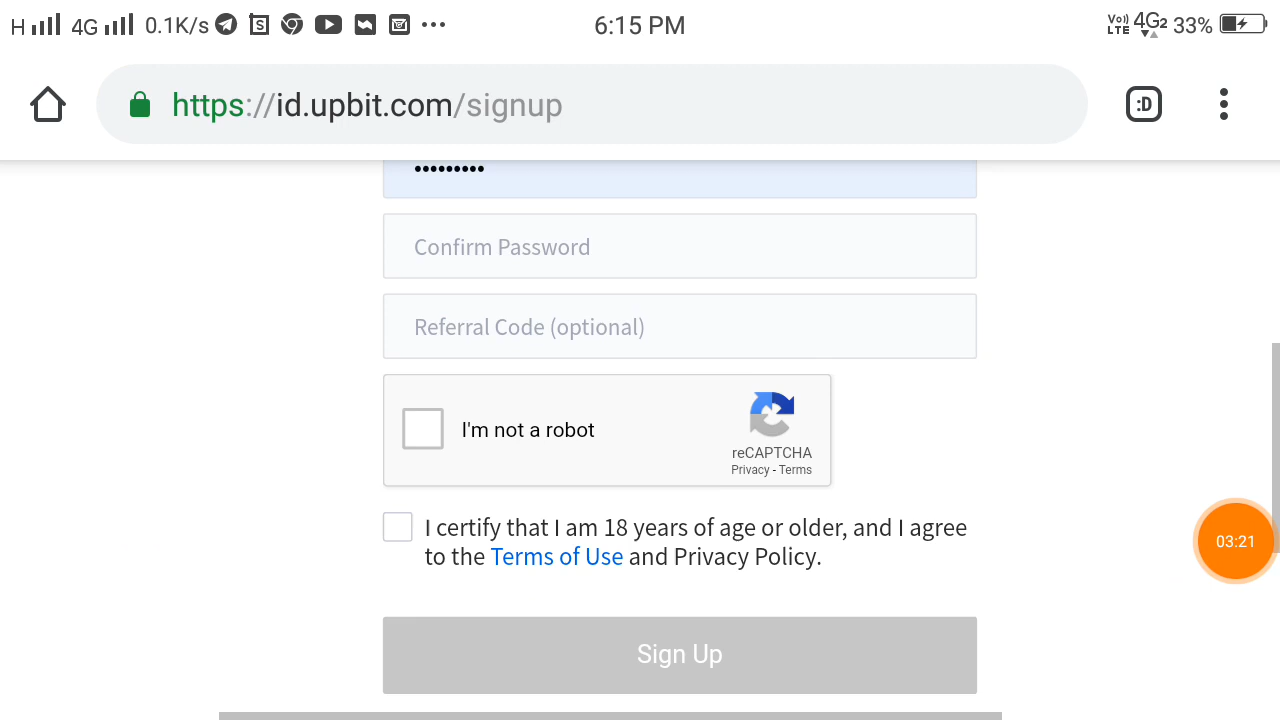 H 4G 0.1K/s S ... 6:15 PM Vo)) LTE 4G2 33%
https://id.upbit.com/signup :D
•••••••••
Confirm Password
Referral Code (optional)
I'm not a robot
reCAPTCHA
Privacy - Terms
I certify that I am 18 years of age or older, and I agree
to the Terms of Use and Privacy Policy.
03:21
Sign Up